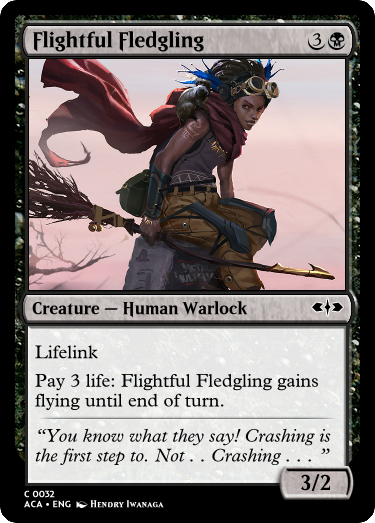 Flightful Fledgling 3
Creature — Human Warlock
Lifelink
Pay 3 life: Flightful Fledgling gains
flying until end of turn.
“You know what they say! Crashing is
the first step to. Not . . Crashing . . . ”
3/2
C 0032
ACA • ENG Hendry Iwanaga